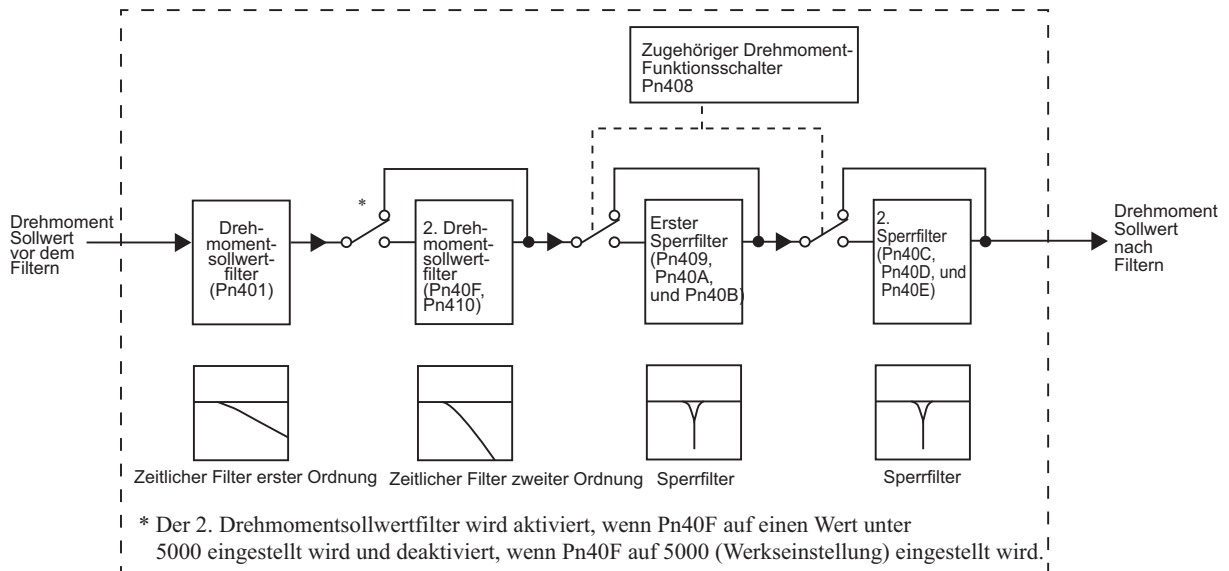 Zugehöriger Drehmoment-
Funktionsschalter
Pn408
Drehmoment
Sollwert
vor dem
Filtern
Dreh-
moment-
sollwert-
filter
(Pn401)
*
2. Dreh-
momentsollwert-
filter
(Pn40F,
Pn410)
Erster
Sperrfilter
(Pn409,
Pn40A,
und Pn40B)
2.
Sperrfilter
(Pn40C,
Pn40D, und
Pn40E)
Drehmoment
Sollwert
nach
Filtern
Zeitlicher Filter erster Ordnung
Zeitlicher Filter zweiter Ordnung
Sperrfilter
Sperrfilter
* Der 2. Drehmomentsollwertfilter wird aktiviert, wenn Pn40F auf einen Wert unter
5000 eingestellt wird und deaktiviert, wenn Pn40F auf 5000 (Werkseinstellung) eingestellt wird.